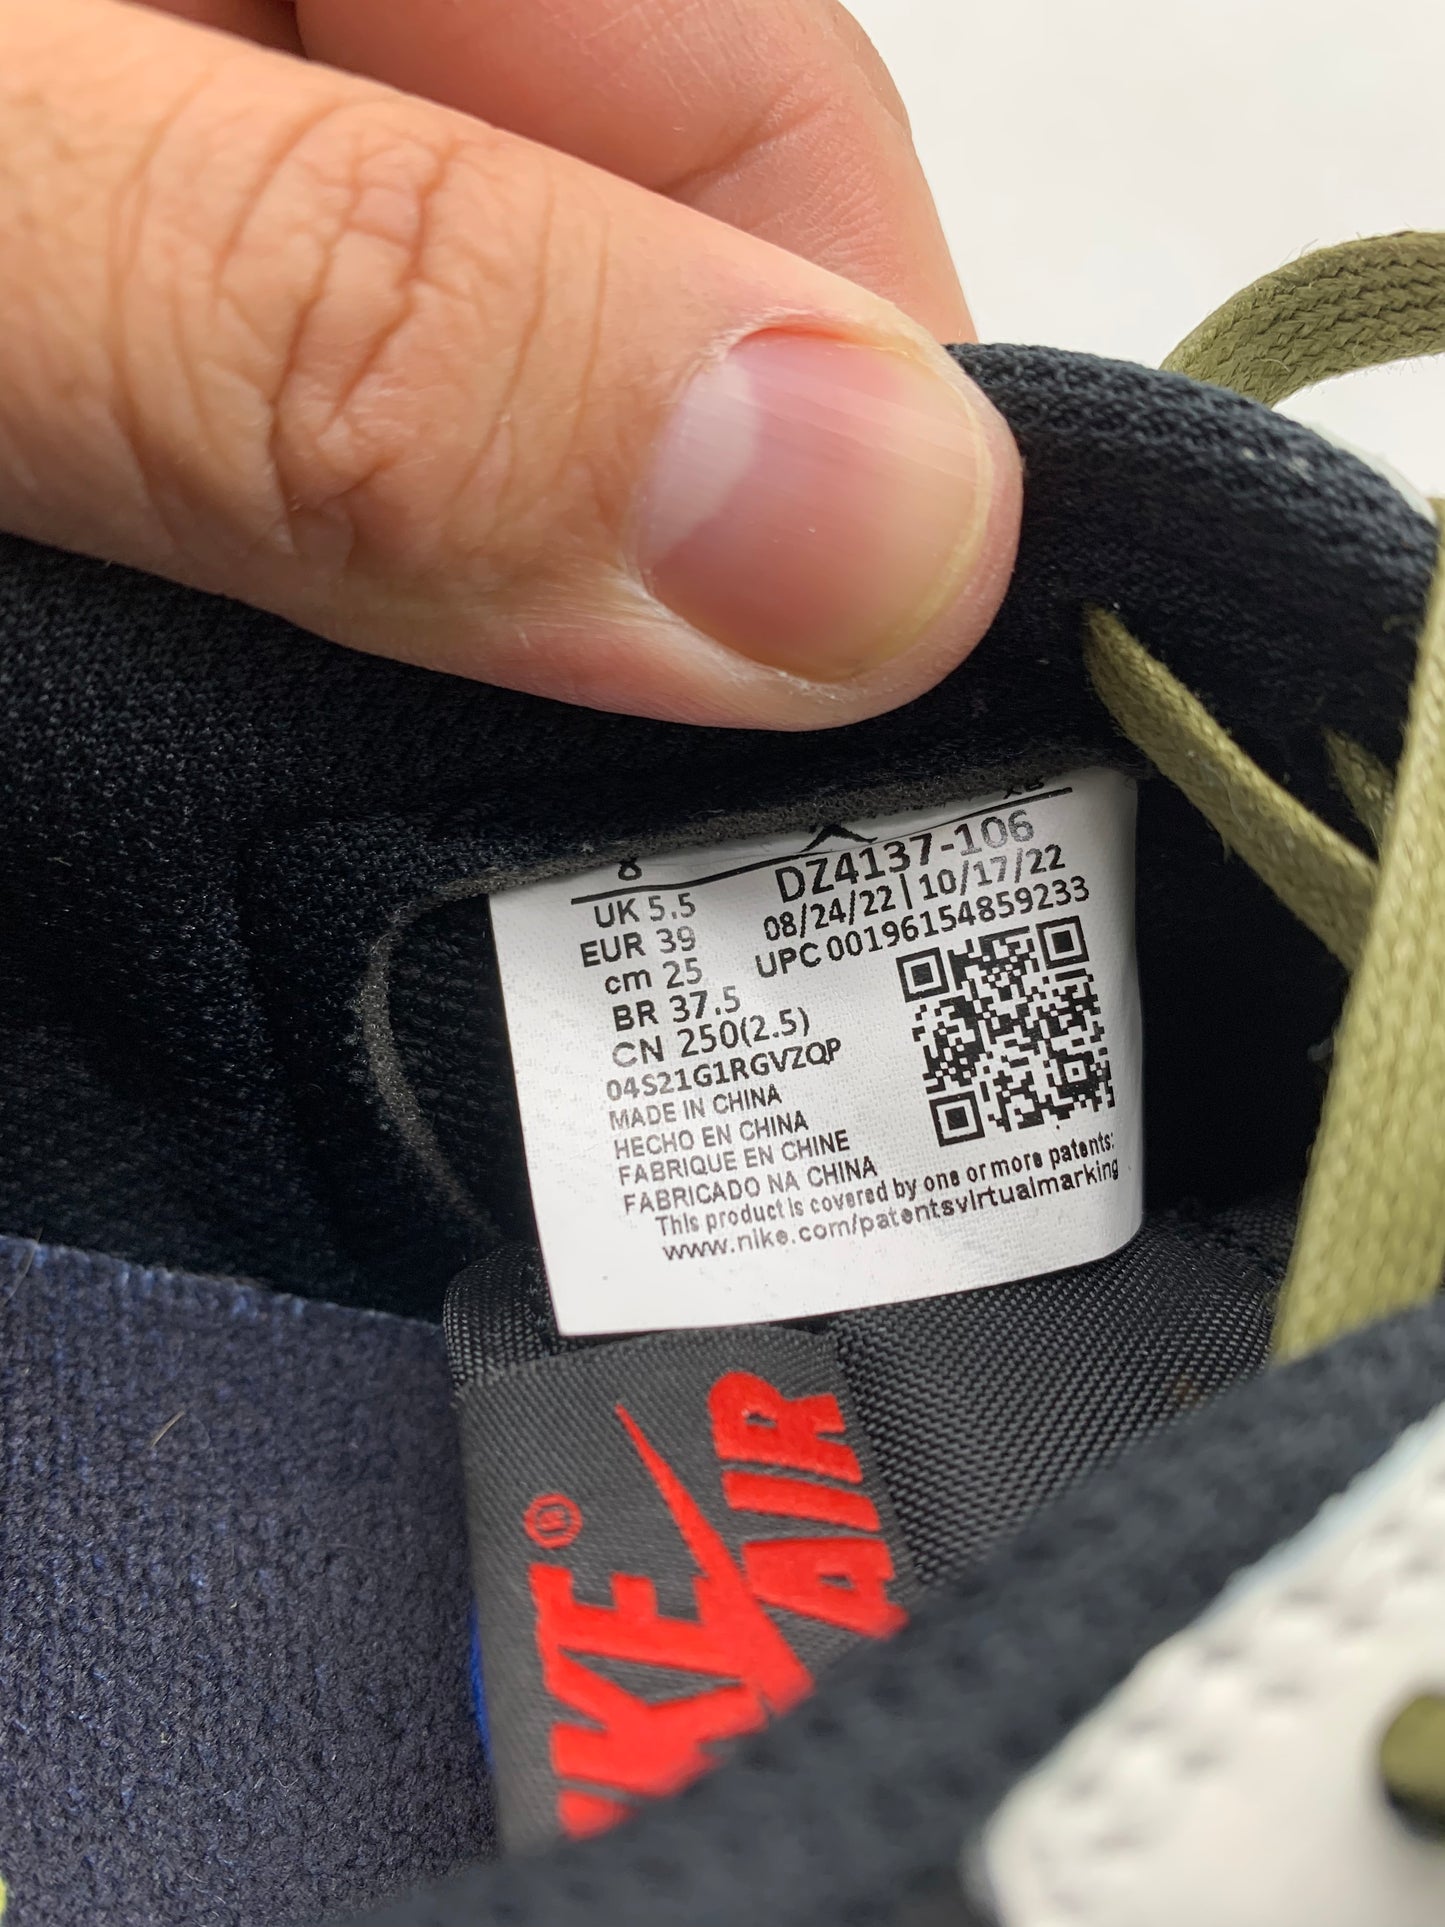 8
UK 5.5
EUR 39
cm 25
BR 37.5
CN 250(2.5)
04S21G1RGVZQP
MADE IN CHINA
HECHO EN CHINA
FABRIQUE EN CHINE
FABRICADO NA CHINA
DZ4137-106
08/24/22 | 10/17/22
UPC 00196154859233
This product is covered by one or more patents:
www.nike.com/patentsvirtualmarking
AIR
®